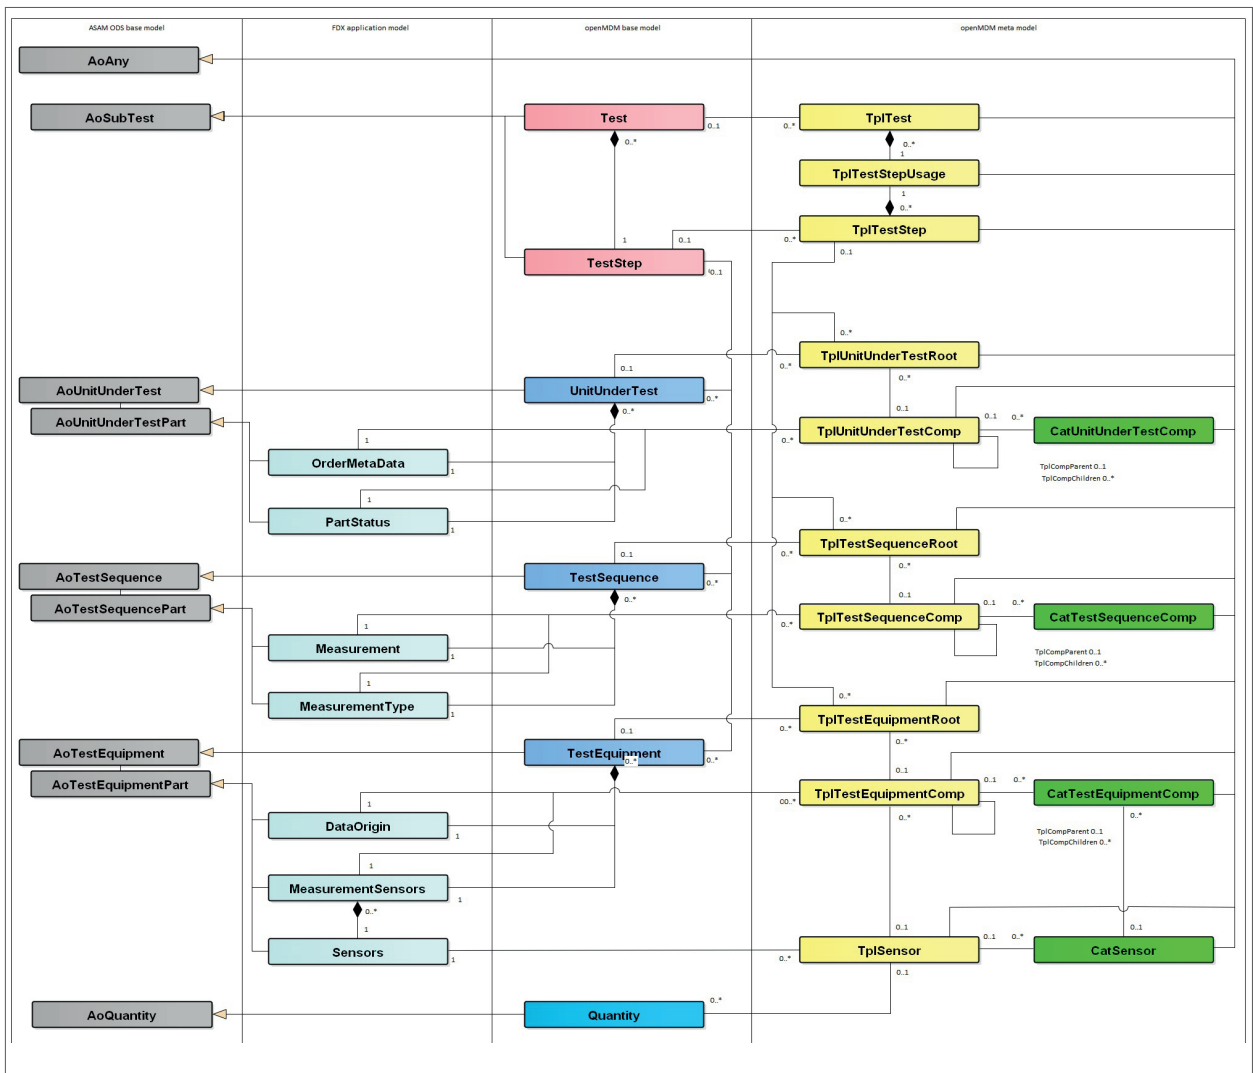 ASAM ODS base model
FDX application model
openMDM base model
openMDM meta model
AoAny
AoSubTest
Test
TplTest
0..1
0..*
0..*
0..*
1
TplTestStepUsage
1
0..*
TplTestStep
1
0..1
0..*
0..1
TestStep
0..1
0..*
TplUnitUnderTestRoot
0..1
0..*
0..*
AoUnitUnderTest
UnitUnderTest
0..*
0..*
0..1
0..1
0..*
AoUnitUnderTestPart
TplUnitUnderTestComp
CatUnitUnderTestComp
1
0..*
OrderMetaData
1
TplCompParent 0..1
TplCompChildren 0..*
1
PartStatus
1
0..*
TplTestSequenceRoot
0..1
0..*
0..*
AoTestSequence
TestSequence
0..*
0..*
0..1
0..1
0..*
AoTestSequencePart
TplTestSequenceComp
CatTestSequenceComp
1
0..*
Measurement
1
TplCompParent 0..1
TplCompChildren 0..*
1
0..*
MeasurementType
1
TplTestEquipmentRoot
0..1
0..*
0..*
AoTestEquipment
TestEquipment
0..*
0..*
0..1
0..1
0..*
AoTestEquipmentPart
TplTestEquipmentComp
CatTestEquipmentComp
1
00..*
0..*
0..*
DataOrigin
1
TplCompParent 0..1
TplCompChildren 0..*
1
MeasurementSensors
1
0..*
1
0..1
0..1
0..*
0..1
Sensors
1
0..*
TplSensor
CatSensor
0..1
0..*
AoQuantity
Quantity